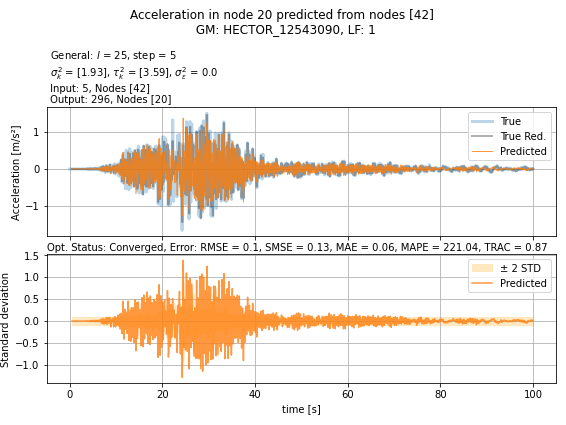 Acceleration in node 20 predicted from nodes [42]
GM: HECTOR_12543090, LF: 1
General: l = 25, step = 5
σ²ₖ = [1.93], τ²ₖ = [3.59], σ²ε = 0.0
Input: 5, Nodes [42]
Output: 296, Nodes [20]
Acceleration [m/s²]
1
0
−1
True
True Red.
Predicted
Opt. Status: Converged, Error: RMSE = 0.1, SMSE = 0.13, MAE = 0.06, MAPE = 221.04, TRAC = 0.87
Standard deviation
1.5
1.0
0.5
0.0
−0.5
−1.0
± 2 STD
Predicted
0 20 40 60 80 100
time [s]